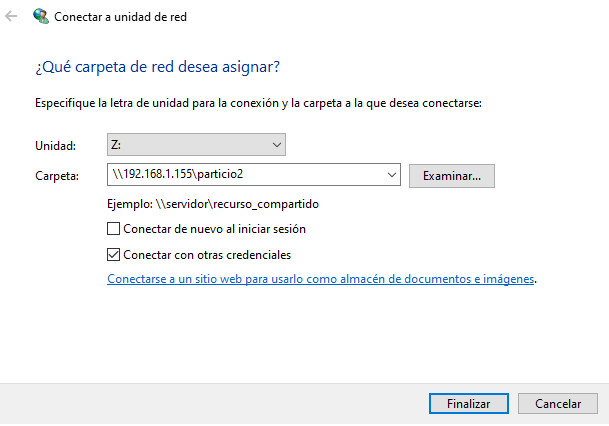 Conectar a unidad de red
¿Qué carpeta de red desea asignar?
Especifique la letra de unidad para la conexión y la carpeta a la que desea conectarse:
Unidad: Z:
Carpeta: \\192.168.1.155\particio2 Examinar...
Ejemplo: \\servidor\recurso_compartido
Conectar de nuevo al iniciar sesión
Conectar con otras credenciales
Conectarse a un sitio web para usarlo como almacén de documentos e imágenes.
Finalizar Cancelar